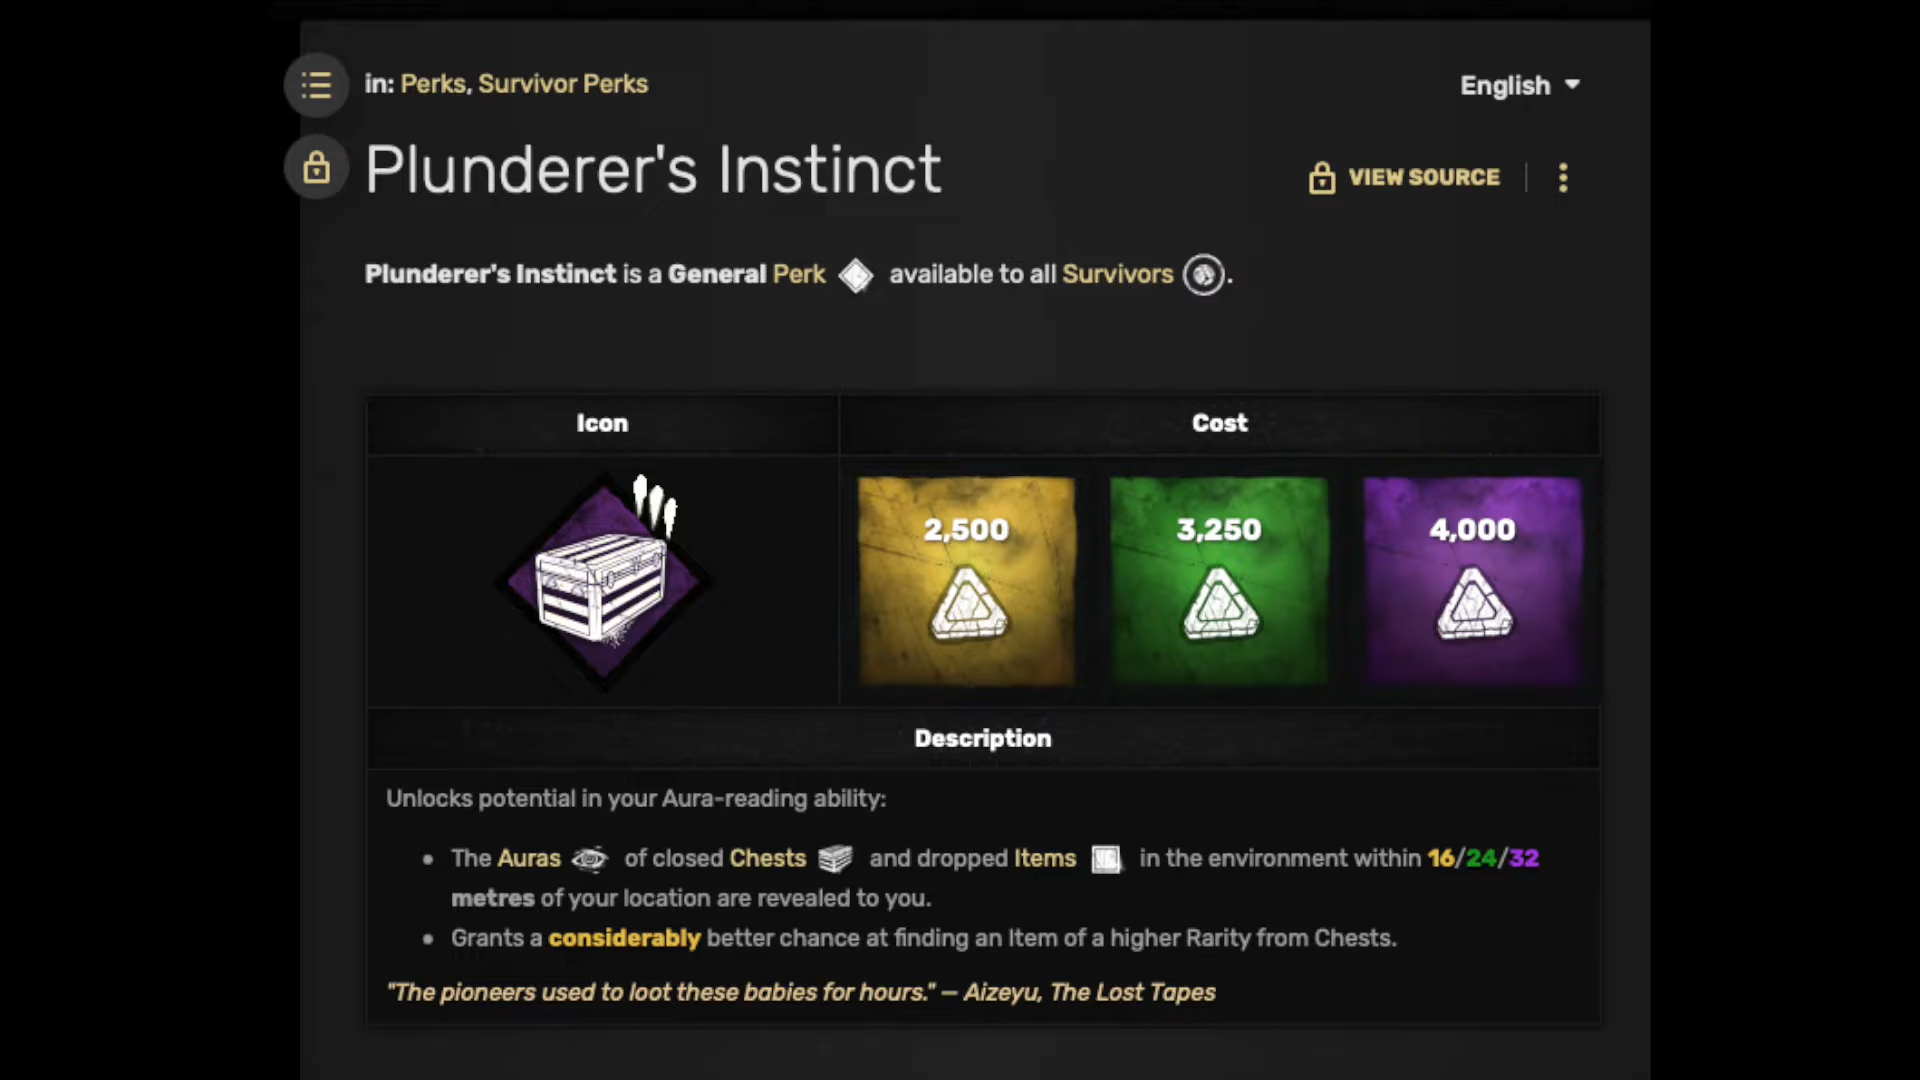 in: Perks, Survivor Perks
English
Plunderer's Instinct
VIEW SOURCE
Plunderer's Instinct is a General Perk available to all Survivors.
Icon
Cost
2,500
3,250
4,000
Description
Unlocks potential in your Aura-reading ability:
The Auras of closed Chests and dropped Items in the environment within 16/24/32
metres of your location are revealed to you.
Grants a considerably better chance at finding an Item of a higher Rarity from Chests.
"The pioneers used to loot these babies for hours." — Aizeyu, The Lost Tapes